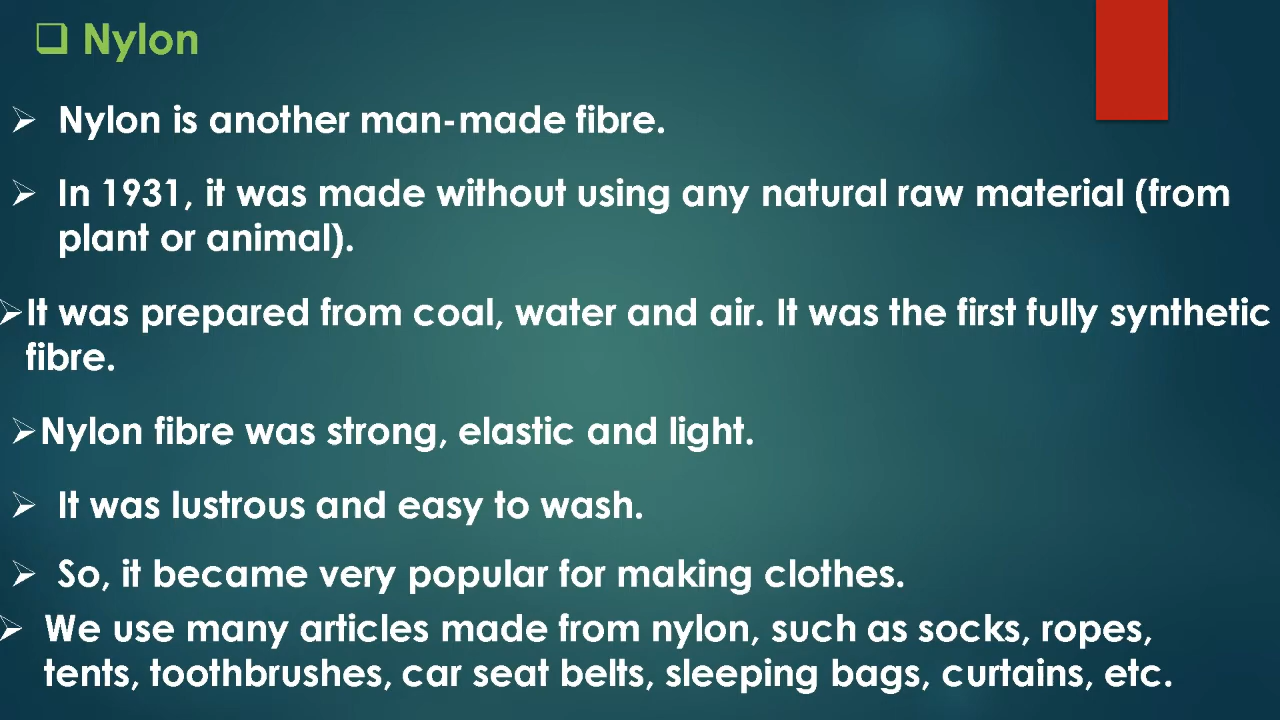 ❑ Nylon
➢ Nylon is another man-made fibre.
➢ In 1931, it was made without using any natural raw material (from
plant or animal).
➢It was prepared from coal, water and air. It was the first fully synthetic
fibre.
➢Nylon fibre was strong, elastic and light.
➢ It was lustrous and easy to wash.
➢ So, it became very popular for making clothes.
➢ We use many articles made from nylon, such as socks, ropes,
tents, toothbrushes, car seat belts, sleeping bags, curtains, etc.